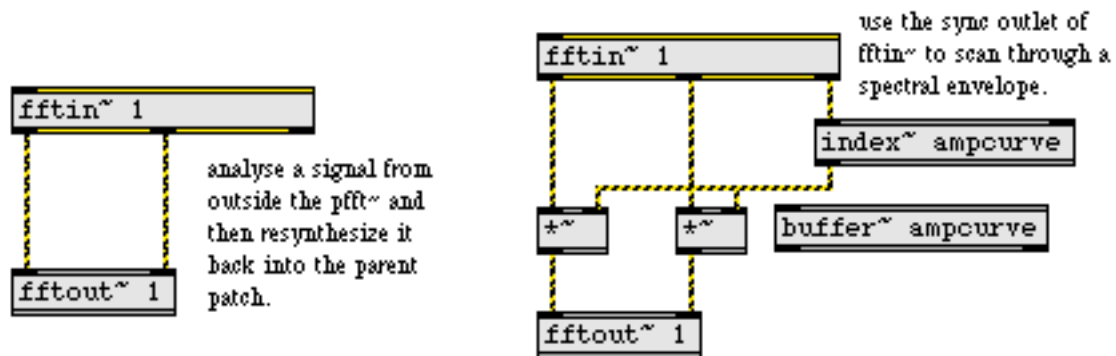 fftin~ 1
analyse a signal from
outside the pfft~ and
then resynthesize it
back into the parent
patch.
fftout~ 1
use the sync outlet of
fftin~ to scan through a
spectral envelope.
fftin~ 1
index~ ampcurve
*~
*~
buffer~ ampcurve
fftout~ 1